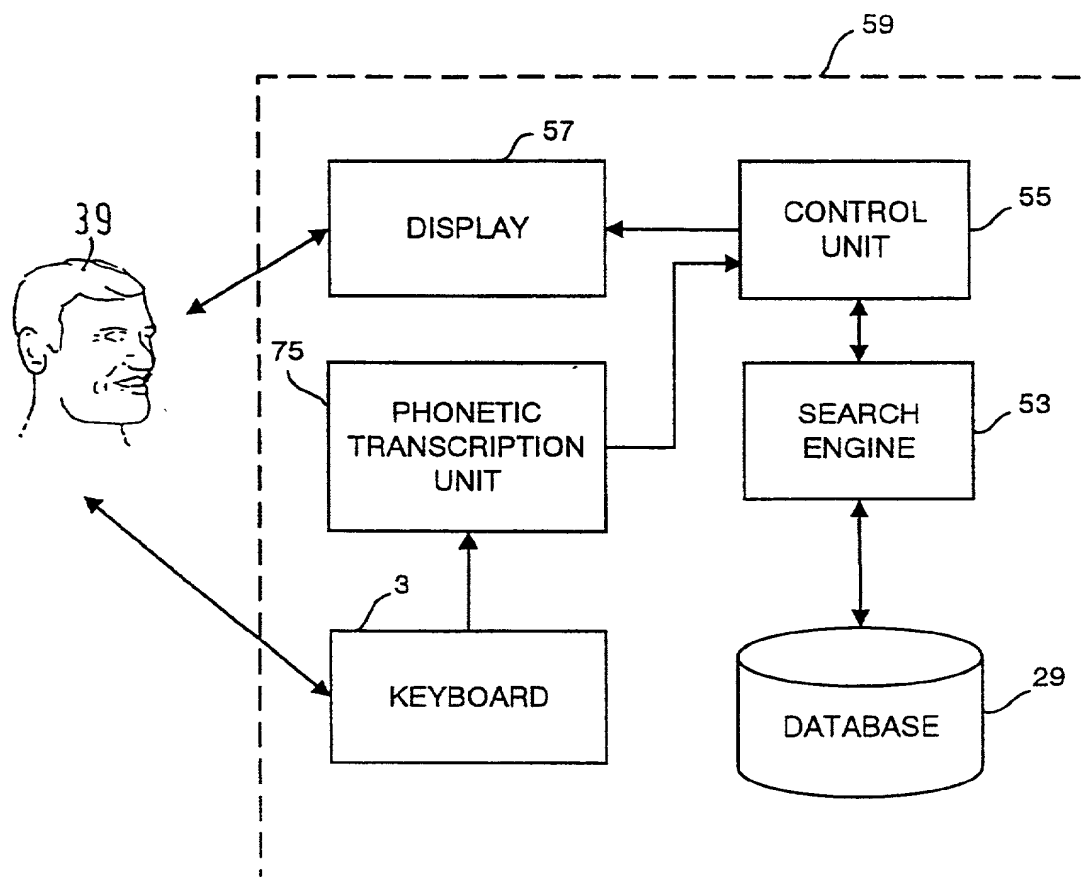 59
57
DISPLAY
CONTROL
UNIT
55
39
75
PHONETIC
TRANSCRIPTION
UNIT
SEARCH
ENGINE
53
3
KEYBOARD
DATABASE
29